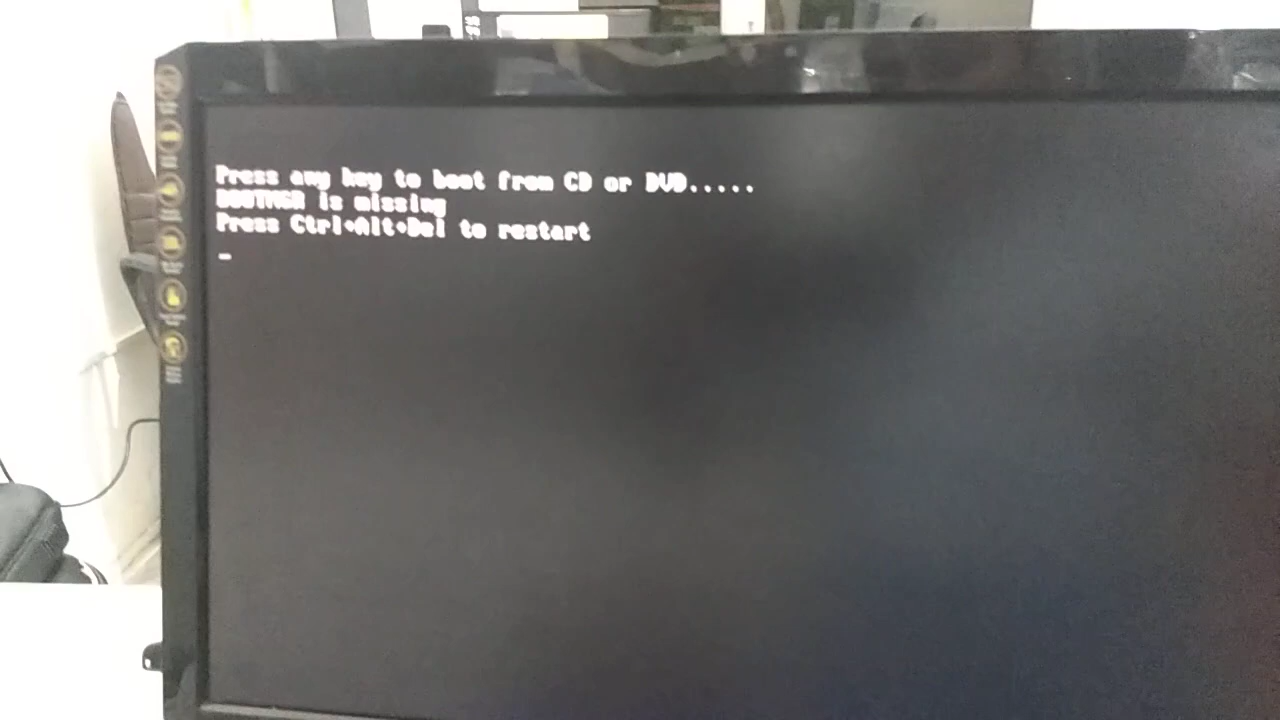 Press any key to boot from CD or DVD.....
BOOTMGR is missing
Press Ctrl+Alt+Del to restart